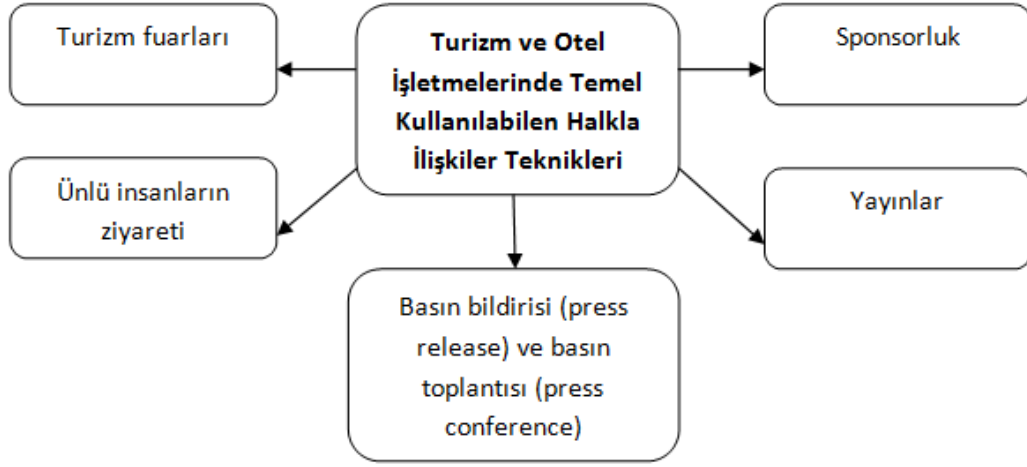 Turizm fuarları
Turizm ve Otel
İşletmelerinde Temel
Kullanılabilen Halkla
İlişkiler Teknikleri
Sponsorluk
Ünlü insanların
ziyareti
Yayınlar
Basın bildirisi (press
release) ve basın
toplantısı (press
conference)